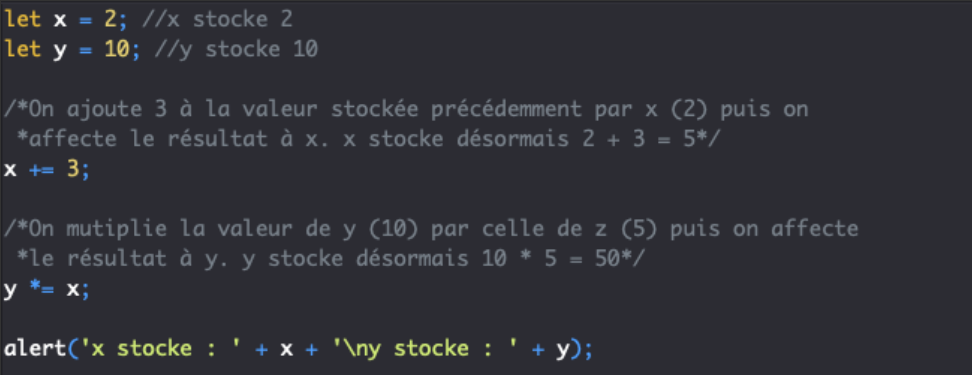 let x = 2; //x stocke 2
let y = 10; //y stocke 10
/*On ajoute 3 à la valeur stockée précédemment par x (2) puis on
*affecte le résultat à x. x stocke désormais 2 + 3 = 5*/
x += 3;
/*On mutiplie la valeur de y (10) par celle de z (5) puis on affecte
*le résultat à y. y stocke désormais 10 * 5 = 50*/
y *= x;
alert('x stocke : ' + x + '\ny stocke : ' + y);